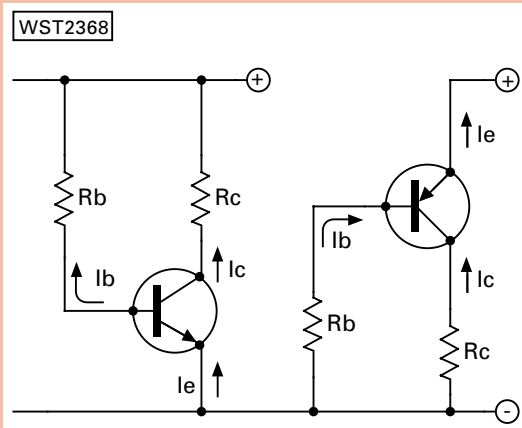 WST2368
+
+
Ie
Rb
Rc
Ib
Ib
Ic
Ic
Rb
Rc
Ie
-